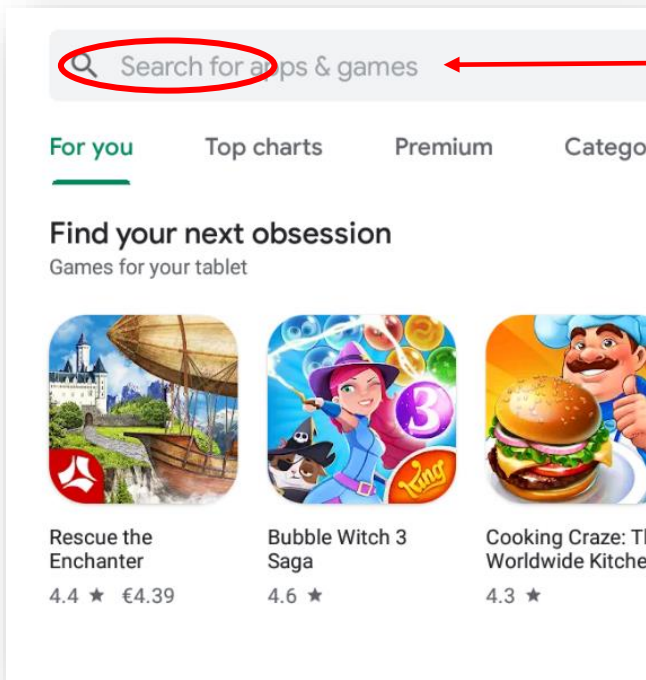 Search for apps & games
For you Top charts Premium Catego
Find your next obsession
Games for your tablet
3
King
Rescue the Bubble Witch 3 Cooking Craze: Th
Enchanter Saga Worldwide Kitche
4.4 ★ €4.39 4.6 ★ 4.3 ★